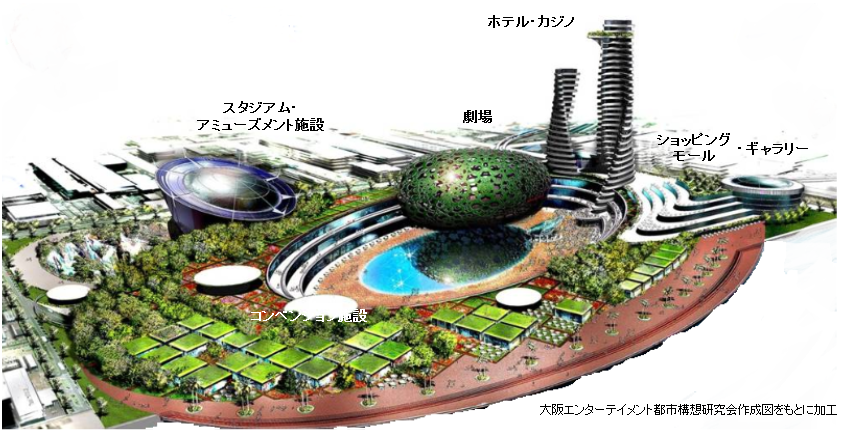 ホテル・カジノ
スタジアム・
アミューズメント施設
劇場
ショッピング
モール
・ギャラリー
コンベンション施設
大阪エンターテイメント都市構想研究会作成図をもとに加工